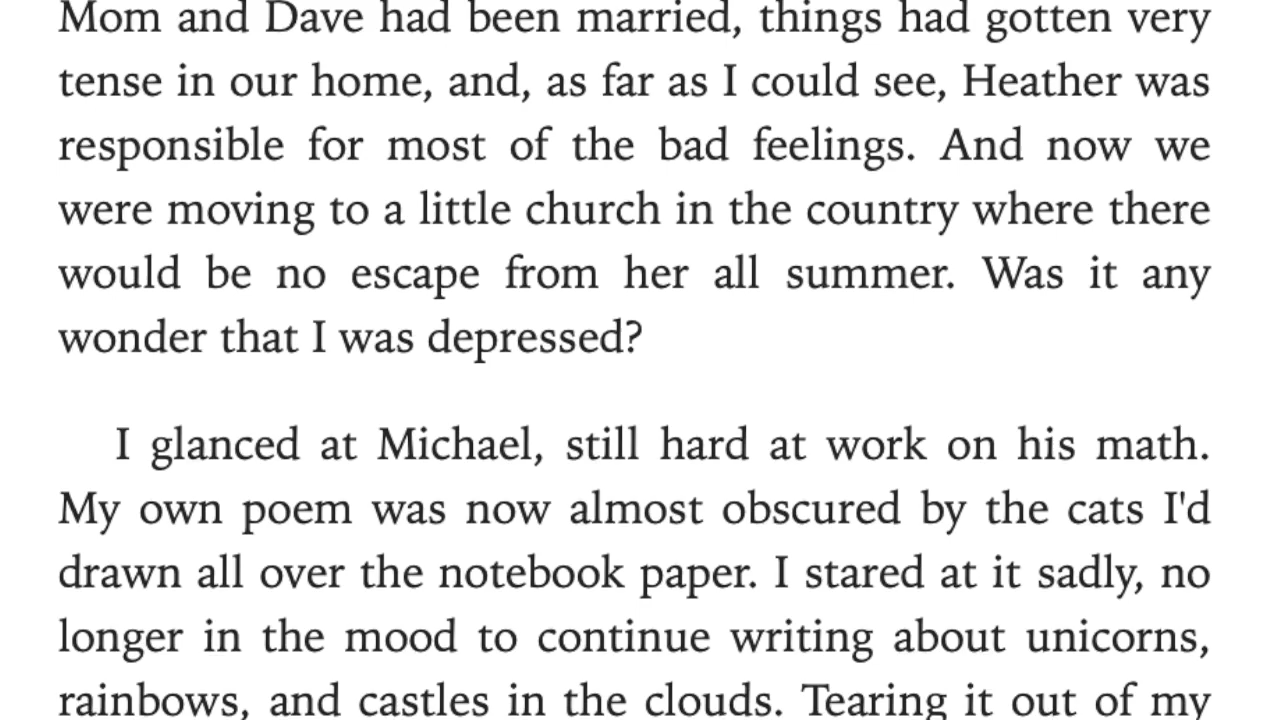 Mom and Dave had been married, things had gotten very
tense in our home, and, as far as I could see, Heather was
responsible for most of the bad feelings. And now we
were moving to a little church in the country where there
would be no escape from her all summer. Was it any
wonder that I was depressed?
I glanced at Michael, still hard at work on his math.
My own poem was now almost obscured by the cats I'd
drawn all over the notebook paper. I stared at it sadly, no
longer in the mood to continue writing about unicorns,
rainbows, and castles in the clouds. Tearing it out of my